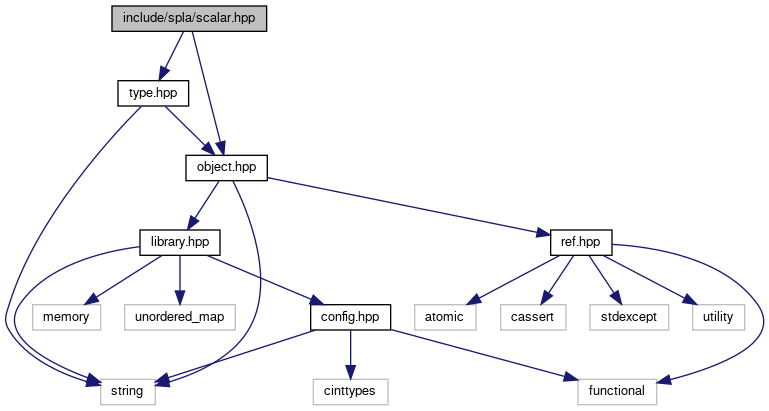 include/spla/scalar.hpp
type.hpp
object.hpp
library.hpp
ref.hpp
memory
unordered_map
config.hpp
atomic
cassert
stdexcept
utility
string
cinttypes
functional